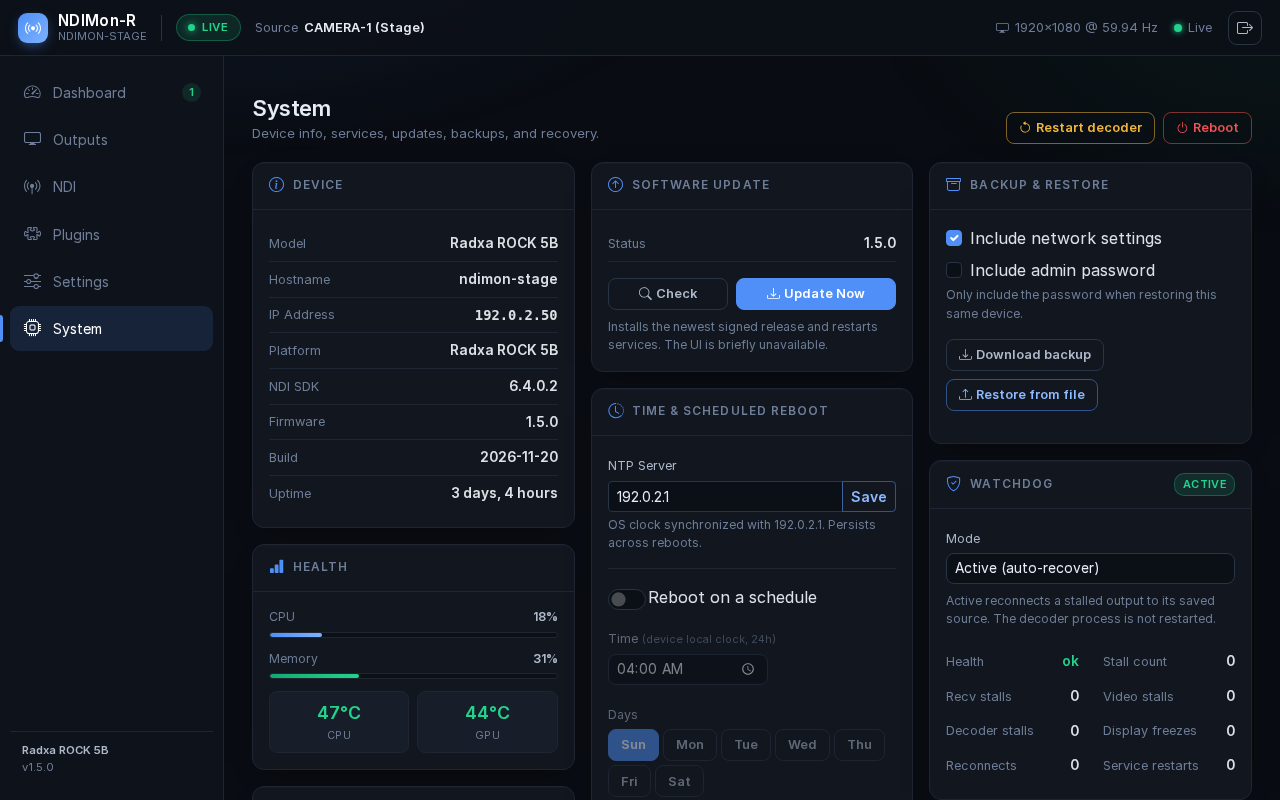 NDIMon-R
NDIMON-STAGE
LIVE
Source CAMERA-1 (Stage)
1920×1080 @ 59.94 Hz
Live
Dashboard 1
Outputs
NDI
Plugins
Settings
System
Radxa ROCK 5B
v1.5.0
System
Device info, services, updates, backups, and recovery.
Restart decoder
Reboot
DEVICE
Model Radxa ROCK 5B
Hostname ndimon-stage
IP Address 192.0.2.50
Platform Radxa ROCK 5B
NDI SDK 6.4.0.2
Firmware 1.5.0
Build 2026-11-20
Uptime 3 days, 4 hours
HEALTH
CPU 18%
Memory 31%
47°C
CPU
44°C
GPU
SOFTWARE UPDATE
Status 1.5.0
Check
Update Now
Installs the newest signed release and restarts
services. The UI is briefly unavailable.
TIME & SCHEDULED REBOOT
NTP Server
192.0.2.1
Save
OS clock synchronized with 192.0.2.1. Persists
across reboots.
Reboot on a schedule
Time (device local clock, 24h)
04:00 AM
Days
Sun Mon Tue Wed Thu
Fri Sat
BACKUP & RESTORE
Include network settings
Include admin password
Only include the password when restoring this
same device.
Download backup
Restore from file
WATCHDOG
ACTIVE
Mode
Active (auto-recover)
Active reconnects a stalled output to its saved
source. The decoder process is not restarted.
Health ok Stall count 0
Recv stalls 0 Video stalls 0
Decoder stalls 0 Display freezes 0
Reconnects 0 Service restarts 0